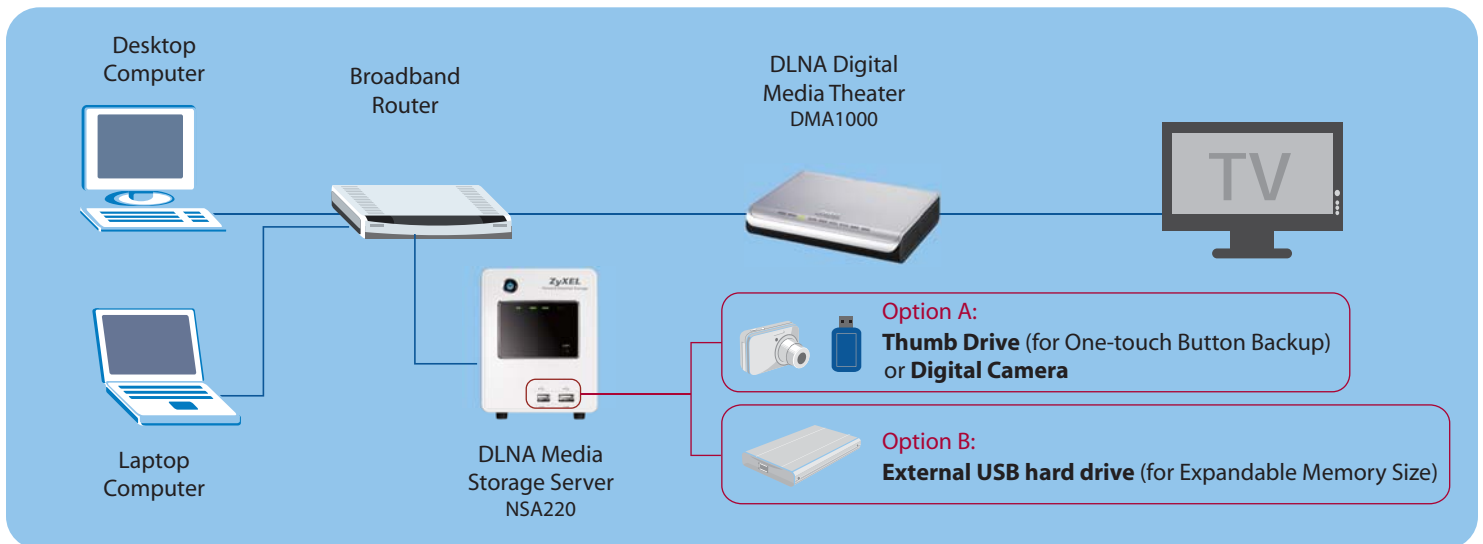 Desktop
Computer
Broadband
Router
DLNA Digital
Media Theater
DMA1000
TV
ZyXEL
Option A:
Thumb Drive (for One-touch Button Backup)
or Digital Camera
Option B:
External USB hard drive (for Expandable Memory Size)
Laptop
Computer
DLNA Media
Storage Server
NSA220